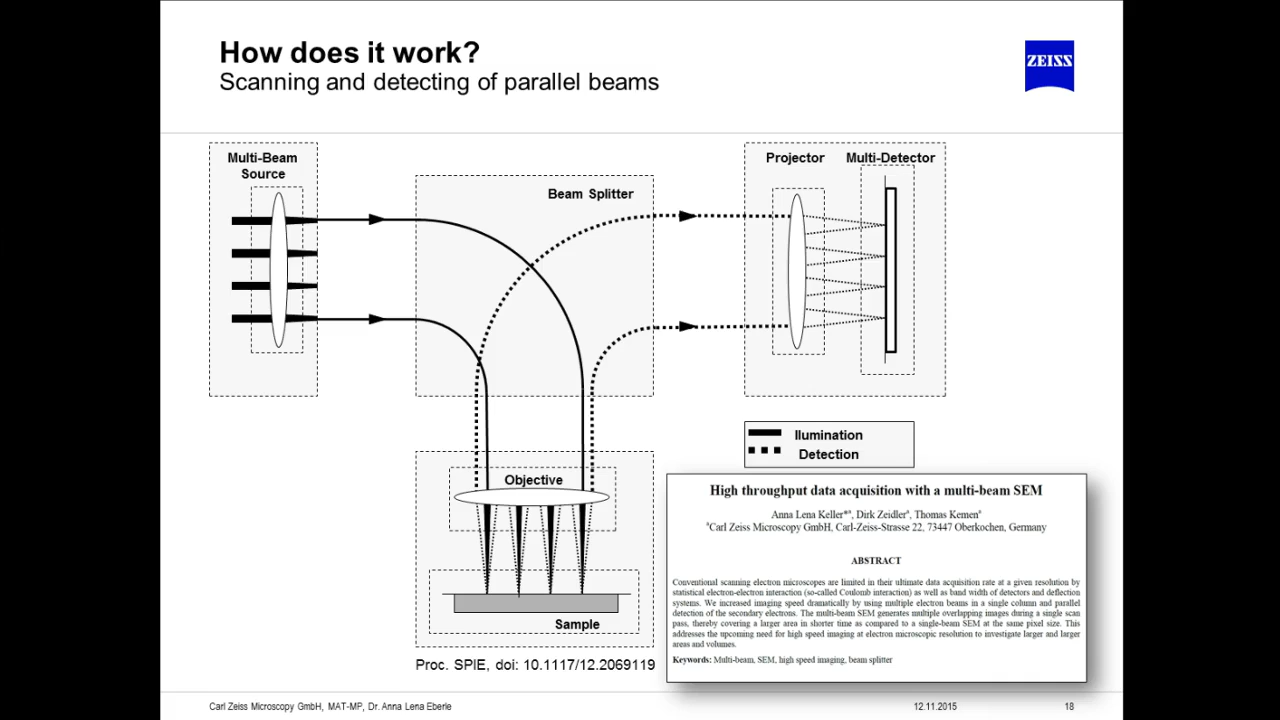 How does it work?
Scanning and detecting of parallel beams
ZEISS
Multi-Beam
Source
Beam Splitter
Projector
Multi-Detector
Ilumination
Detection
Objective
Sample
Proc. SPIE, doi: 10.1117/12.2069119
High throughput data acquisition with a multi-beam SEM
Anna Lena Keller*ª, Dirk Zeidlerª, Thomas Kemenª
ªCarl Zeiss Microscopy GmbH, Carl-Zeiss-Strasse 22, 73447 Oberkochen, Germany
ABSTRACT
Conventional scanning electron microscopes are limited in their ultimate data acquisition rate at a given resolution by
statistical electron-electron interaction (so-called Coulomb interaction) as well as band width of detectors and deflection
systems. We increased imaging speed dramatically by using multiple electron beams in a single column and parallel
detection of the secondary electrons. The multi-beam SEM generates multiple overlapping images during a single scan
pass, thereby covering a larger area in shorter time as compared to a single-beam SEM at the same pixel size. This
addresses the upcoming need for high speed imaging at electron microscopic resolution to investigate larger and larger
areas and volumes.
Keywords: Multi-beam, SEM, high speed imaging, beam splitter
Carl Zeiss Microscopy GmbH, MAT-MP, Dr. Anna Lena Eberle
12.11.2015
18